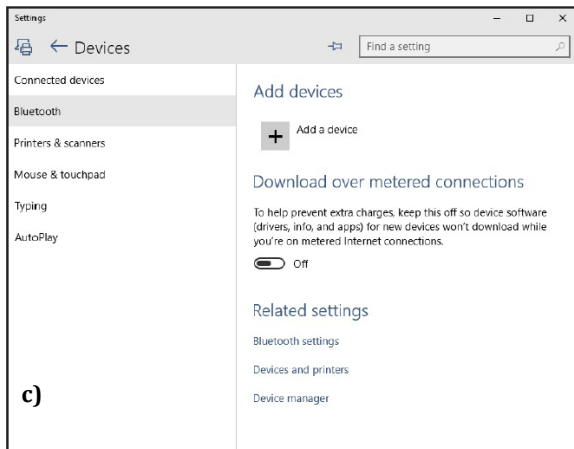 Settings
Devices
Find a setting
Connected devices
Bluetooth
Printers & scanners
Mouse & touchpad
Typing
AutoPlay
Add devices
Add a device
Download over metered connections
To help prevent extra charges, keep this off so device software
(drivers, info, and apps) for new devices won't download while
you're on metered Internet connections.
Off
Related settings
Bluetooth settings
Devices and printers
Device manager
c)